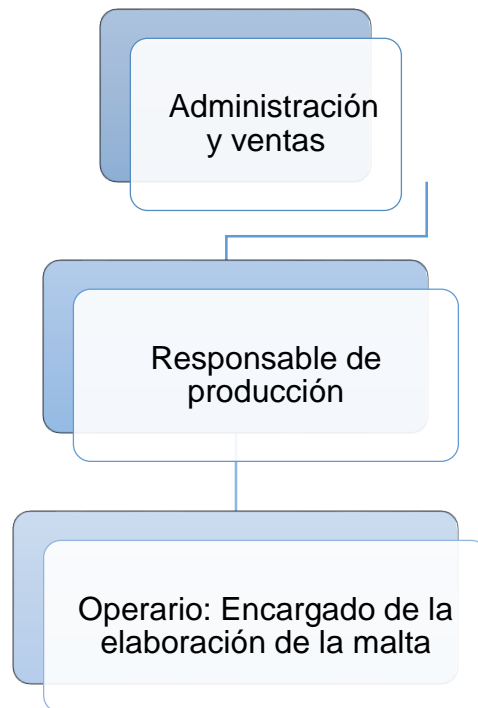 Administración
y ventas
Responsable de
producción
Operario: Encargado de la
elaboración de la malta